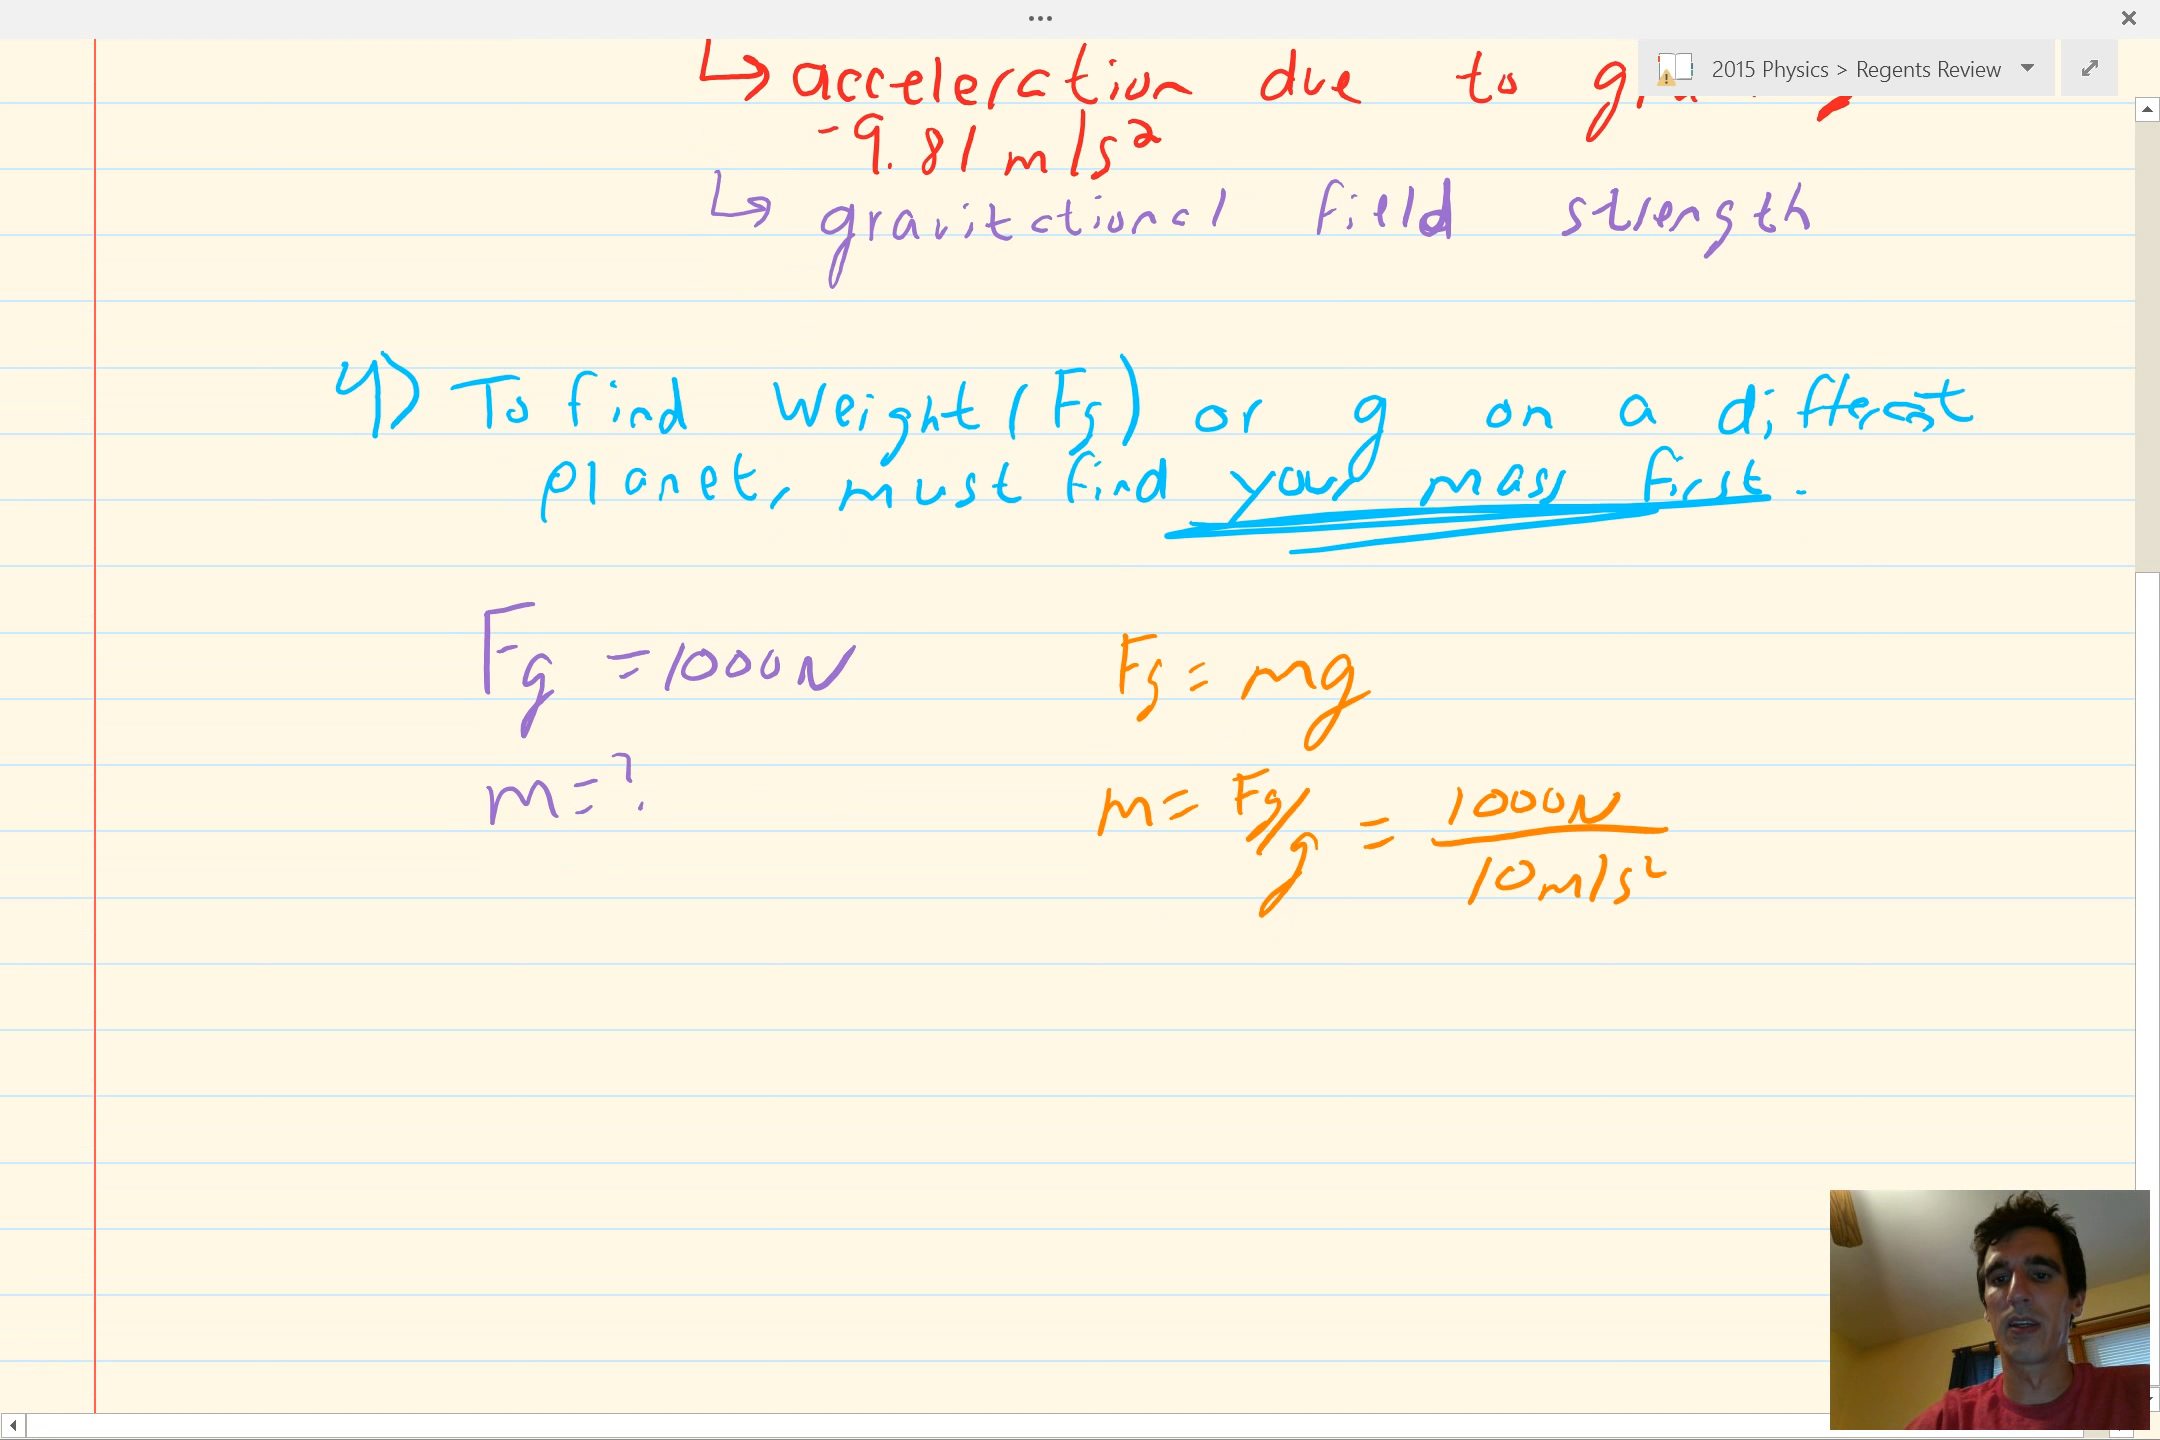 2015 Physics > Regents Review
↳ acceleration due to
-9.81 m/s²
↳ gravitational field strength
4) To find Weight (Fg) or g on a different
planet, must find your mass first.
Fg = 1000N
Fg = mg
m = ?
m = Fg/g = 1000N / 10m/s²